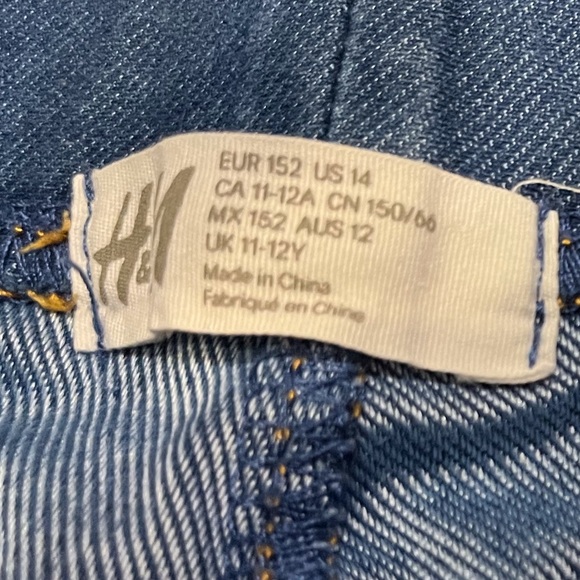 H&M
EUR 152 US 14
CA 11-12A CN 150/66
MX 152 AUS 12
UK 11-12Y
Made in China
Fabriqué en Chine